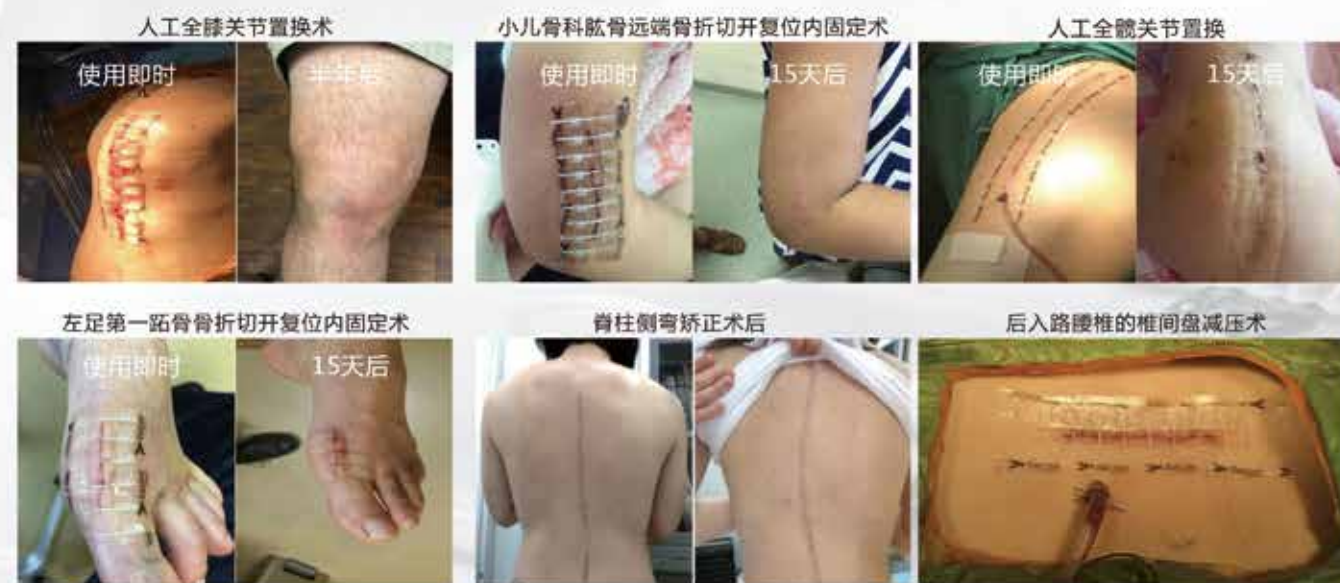 人工全膝关节置换术
小儿骨科肱骨远端骨折切开复位内固定术
人工全髋关节置换
使用即时
半年后
使用即时
15天后
使用即时
15天后
左足第一跖骨骨折切开复位内固定术
脊柱侧弯矫正术后
后入路腰椎的椎间盘减压术
使用即时
15天后